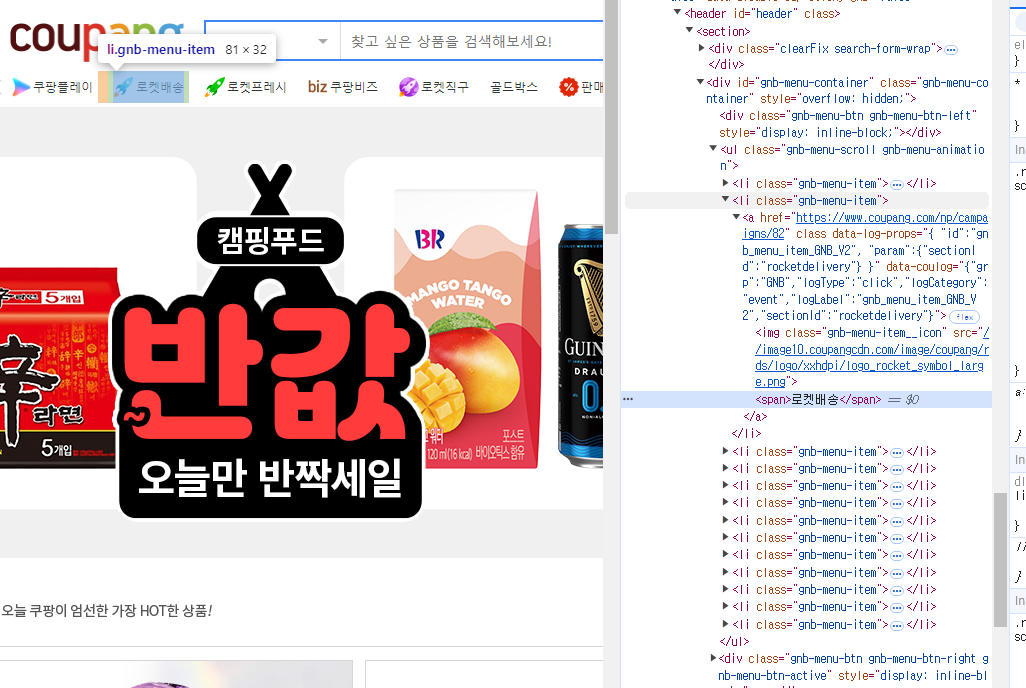 coupang
찾고 싶은 상품을 검색해보세요!
li.gnb-menu-item 81 × 32
쿠팡플레이
로켓배송
로켓프레시
biz 쿠팡비즈
로켓직구
골드박스
판매
캠핑푸드
반값
오늘만 반짝세일
5개입
辛
라면
5개입
BR
MANGO TANGO
WATER
120 ml(16 kcal)
포스트
바이오틱스 함유
GUIN
DRAU
오늘 쿠팡이 엄선한 가장 HOT한 상품!
<header id="header" class>
<section>
<div class="clearFix search-form-wrap">
</div>
<div id="gnb-menu-container" class="gnb-menu-co
ntainer" style="overflow: hidden;">
<div class="gnb-menu-btn gnb-menu-btn-left"
style="display: inline-block;"></div>
<ul class="gnb-menu-scroll gnb-menu-animatio
n">
<li class="gnb-menu-item"> </li>
<li class="gnb-menu-item">
<a href="https://www.coupang.com/np/campa
igns/82" class data-log-props="{ "id":"gn
b_menu_item_GNB_V2", "param":{"sectionI
d":"rocketdelivery"} }" data-coulog="{"gr
p":"GNB","logType":"click","logCategory":
"event","logLabel":"gnb_menu_item_GNB_V
2","sectionId":"rocketdelivery"}"> flex
<img class="gnb-menu-item__icon" src="/
/image10.coupangcdn.com/image/coupang/r
ds/logo/xxhdpi/logo_rocket_symbol_larg
e.png">
<span>로켓배송</span> == $0
</a>
</li>
<li class="gnb-menu-item"> </li>
<li class="gnb-menu-item"> </li>
<li class="gnb-menu-item"> </li>
<li class="gnb-menu-item"> </li>
<li class="gnb-menu-item"> </li>
<li class="gnb-menu-item"> </li>
<li class="gnb-menu-item"> </li>
<li class="gnb-menu-item"> </li>
<li class="gnb-menu-item"> </li>
<li class="gnb-menu-item"> </li>
<li class="gnb-menu-item"> </li>
</ul>
<div class="gnb-menu-btn gnb-menu-btn-right g
nb-menu-btn-active" style="display: inline-bl